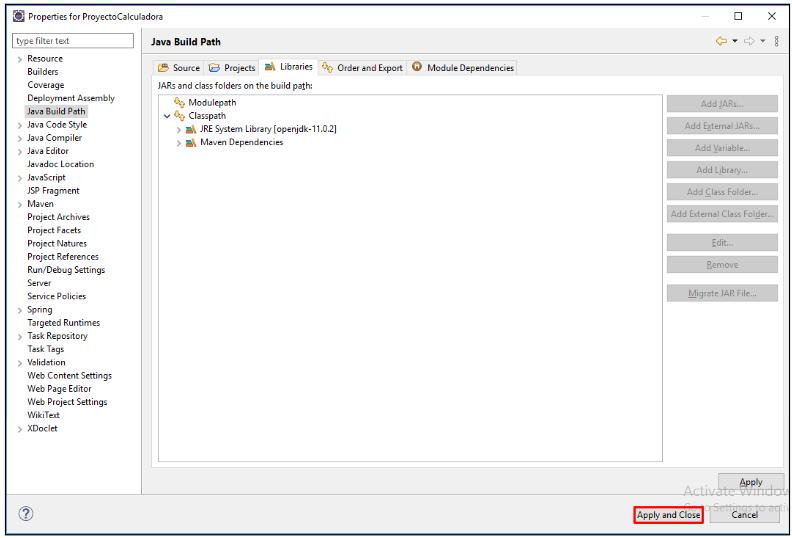 Properties for ProyectoCalculadora
type filter text
Resource
Builders
Coverage
Deployment Assembly
Java Build Path
Java Code Style
Java Compiler
Java Editor
Javadoc Location
JavaScript
JSP Fragment
Maven
Project Archives
Project Facets
Project Natures
Project References
Run/Debug Settings
Server
Service Policies
Spring
Targeted Runtimes
Task Repository
Task Tags
Validation
Web Content Settings
Web Page Editor
Web Project Settings
WikiText
XDoclet
Java Build Path
Source Projects Libraries Order and Export Module Dependencies
JARs and class folders on the build path:
Modulepath
Classpath
JRE System Library [openjdk-11.0.2]
Maven Dependencies
Add JARs...
Add External JARs...
Add Variable...
Add Library...
Add Class Folder...
Add External Class Folder...
Edit...
Remove
Migrate JAR File...
Apply
Activate Window
Settings to acti
Apply and Close Cancel